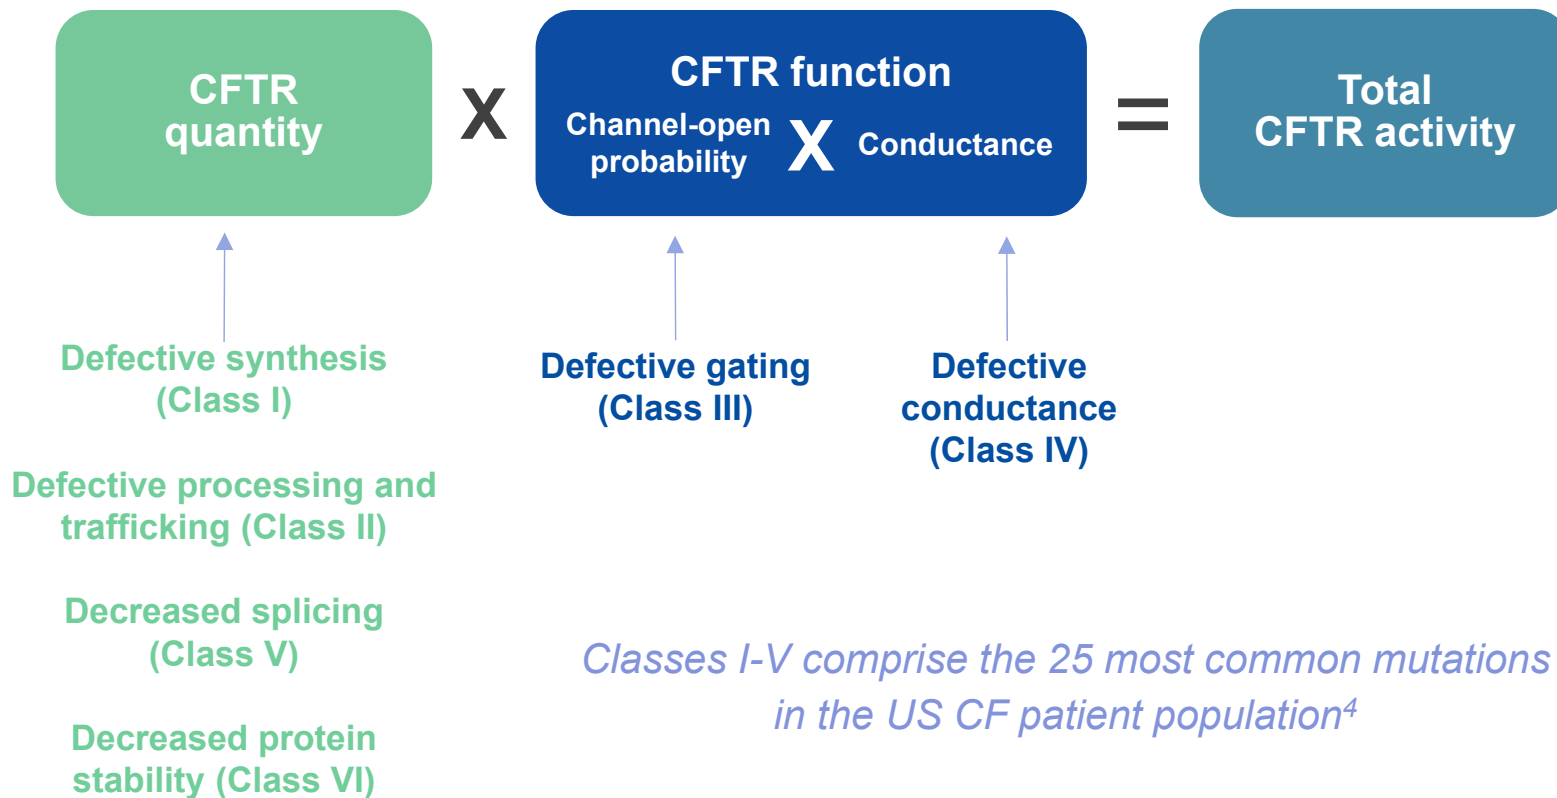 CFTR
quantity
X
CFTR function
Channel-open
probability
X
Conductance
=
Total
CFTR activity
Defective synthesis
(Class I)
Defective processing and
trafficking (Class II)
Decreased splicing
(Class V)
Decreased protein
stability (Class VI)
Defective gating
(Class III)
Defective
conductance
(Class IV)
Classes I-V comprise the 25 most common mutations
in the US CF patient population⁴